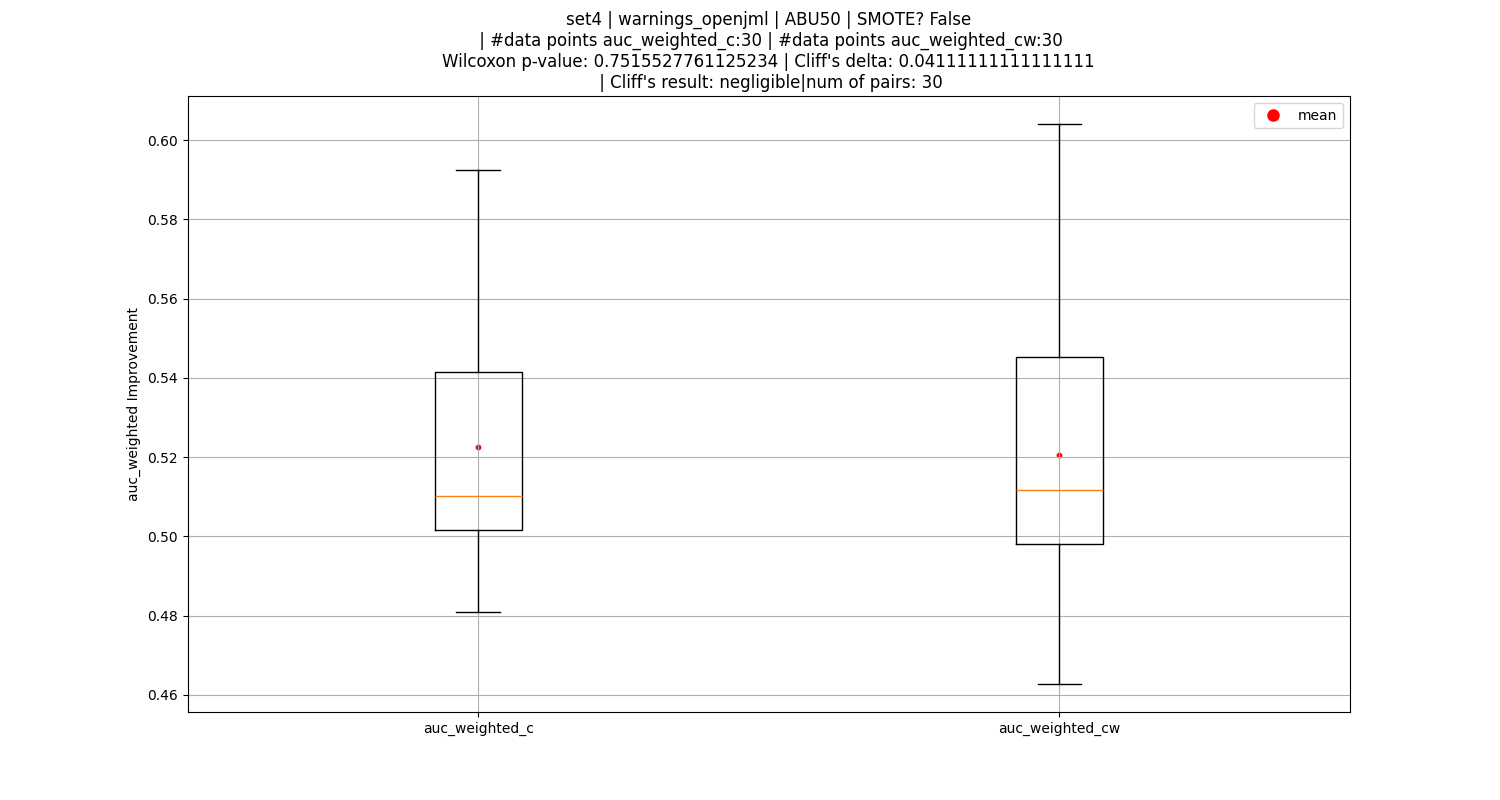 set4 | warnings_openjml | ABU50 | SMOTE? False
| #data points auc_weighted_c:30 | #data points auc_weighted_cw:30
Wilcoxon p-value: 0.7515527761125234 | Cliff's delta: 0.04111111111111111
| Cliff's result: negligible|num of pairs: 30
mean
auc_weighted Improvement
0.60
0.58
0.56
0.54
0.52
0.50
0.48
0.46
auc_weighted_c
auc_weighted_cw